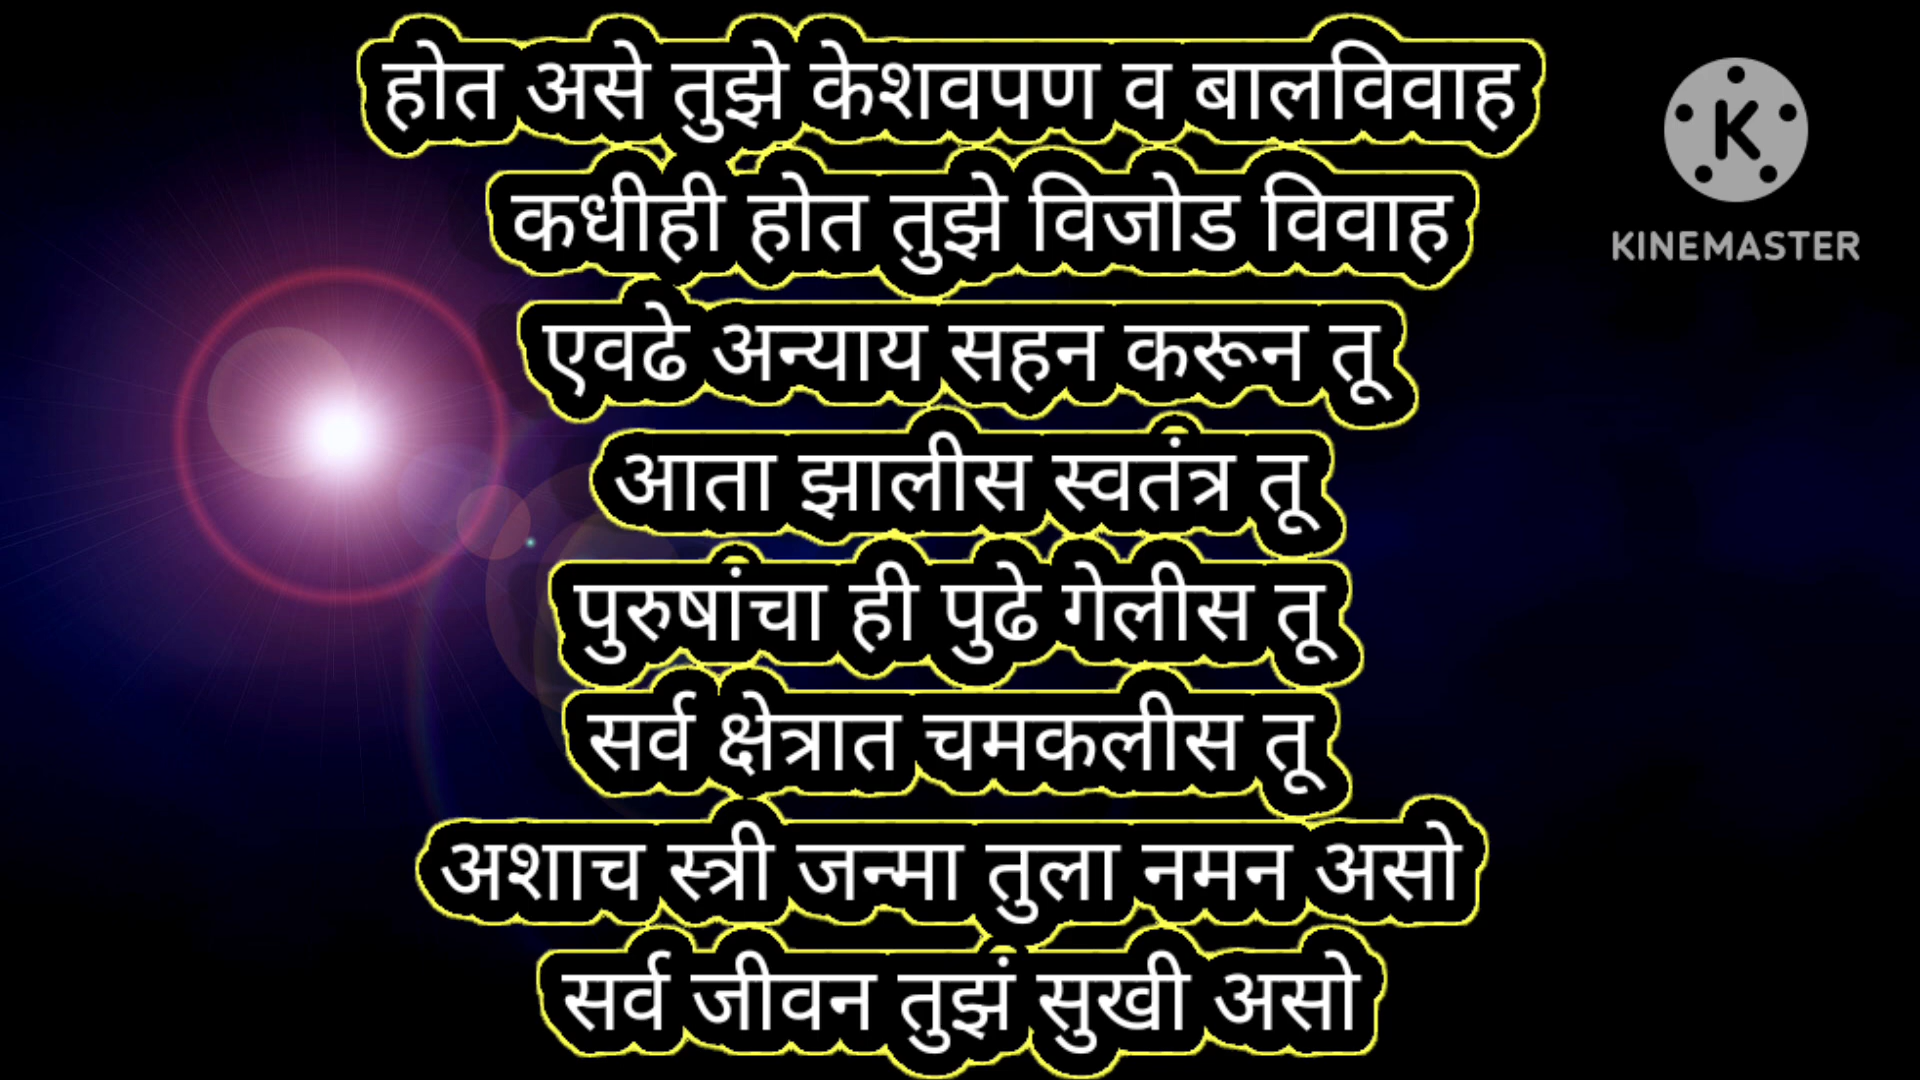 होत असे तुझे केशवपण व बालविवाह
कधीही होत तुझे विजोड विवाह
एवढे अन्याय सहन करून तू
आता झालीस स्वतंत्र तू
पुरुषांचा ही पुढे गेलीस तू
सर्व क्षेत्रात चमकलीस तू
अशाच स्त्री जन्मा तुला नमन असो
सर्व जीवन तुझं सुखी असो
K
KINEMASTER